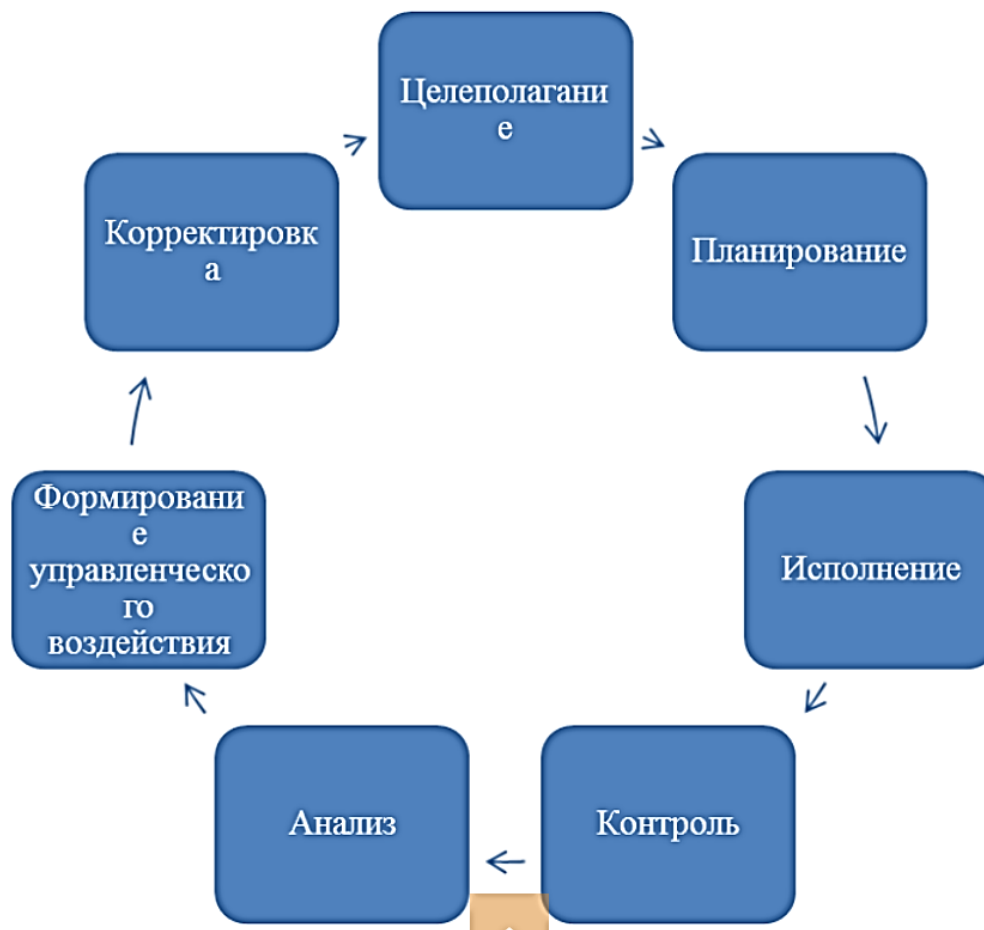 Целеполагани
е
Планирование
Исполнение
Контроль
Анализ
Формировани
е
управленческо
го
воздействия
Корректировк
а